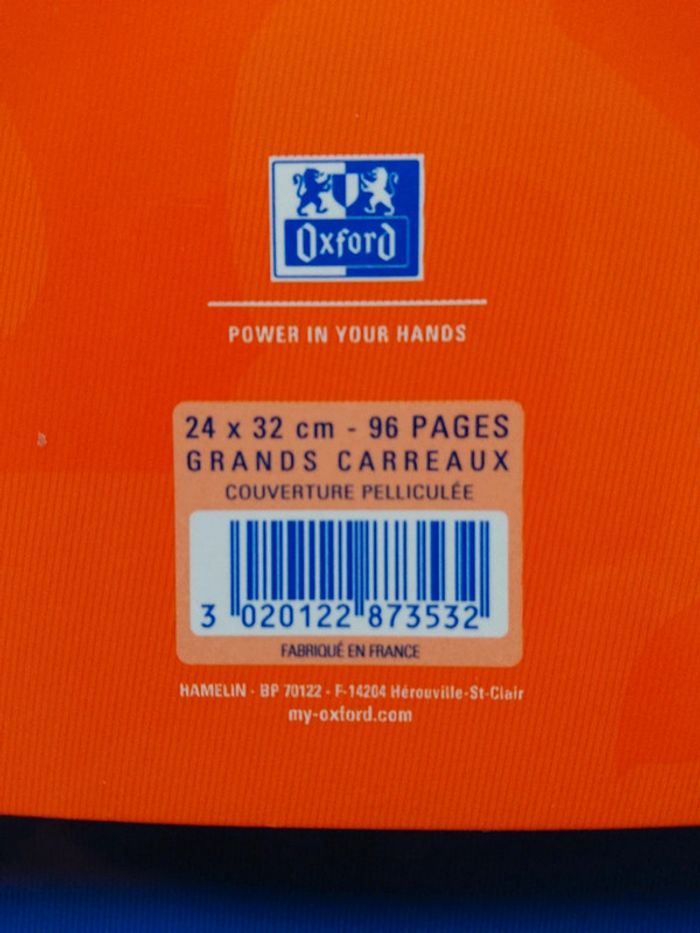 Oxford
POWER IN YOUR HANDS
24 x 32 cm - 96 PAGES
GRANDS CARREAUX
COUVERTURE PELLICULÉE
3 020122 873532
FABRIQUÉ EN FRANCE
HAMELIN - BP 70122 - F-14204 Hérouville-St-Clair
my-oxford.com